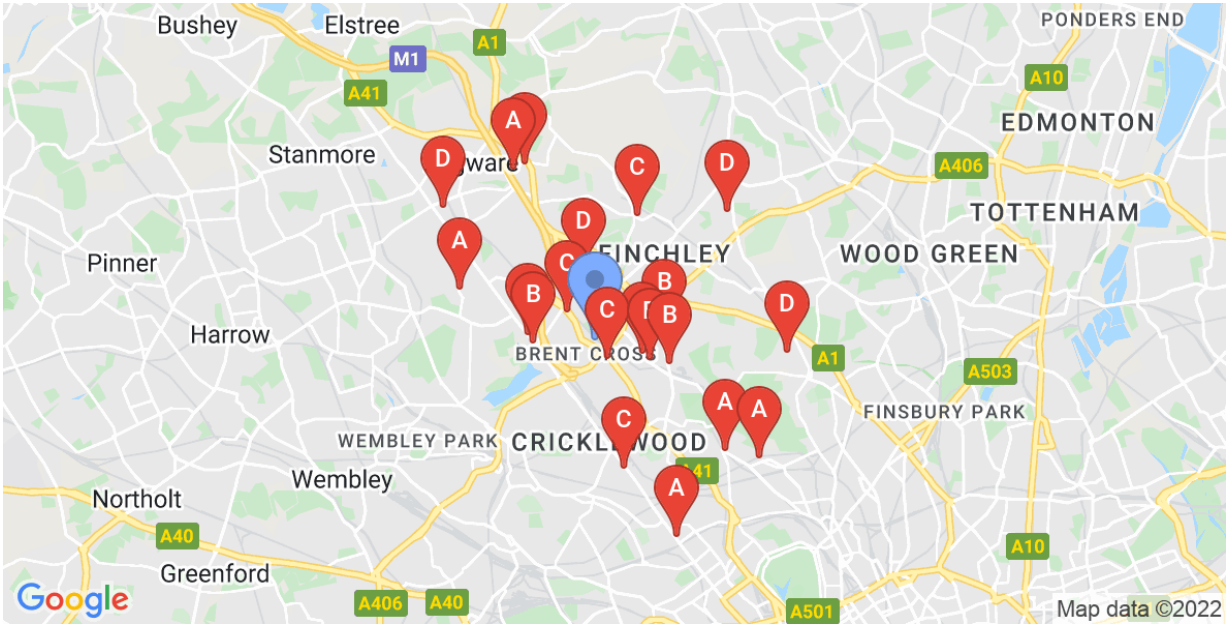 Bushey
Elstree
PONDERS END
A1
M1
A10
A41
EDMONTON
A
Stanmore
D
C
D
A406
TOTTENHAM
D
A
FINCHLEY
WOOD GREEN
Pinner
C
B
B
C
B
D
Harrow
BRENT CROSS
A1
A503
A
A
FINSBURY PARK
C
WEMBLEY PARK
CRICKLEWOOD
A41
Wembley
A
Northolt
A40
A10
Greenford
Google
A406
A40
A501
Map data ©2022